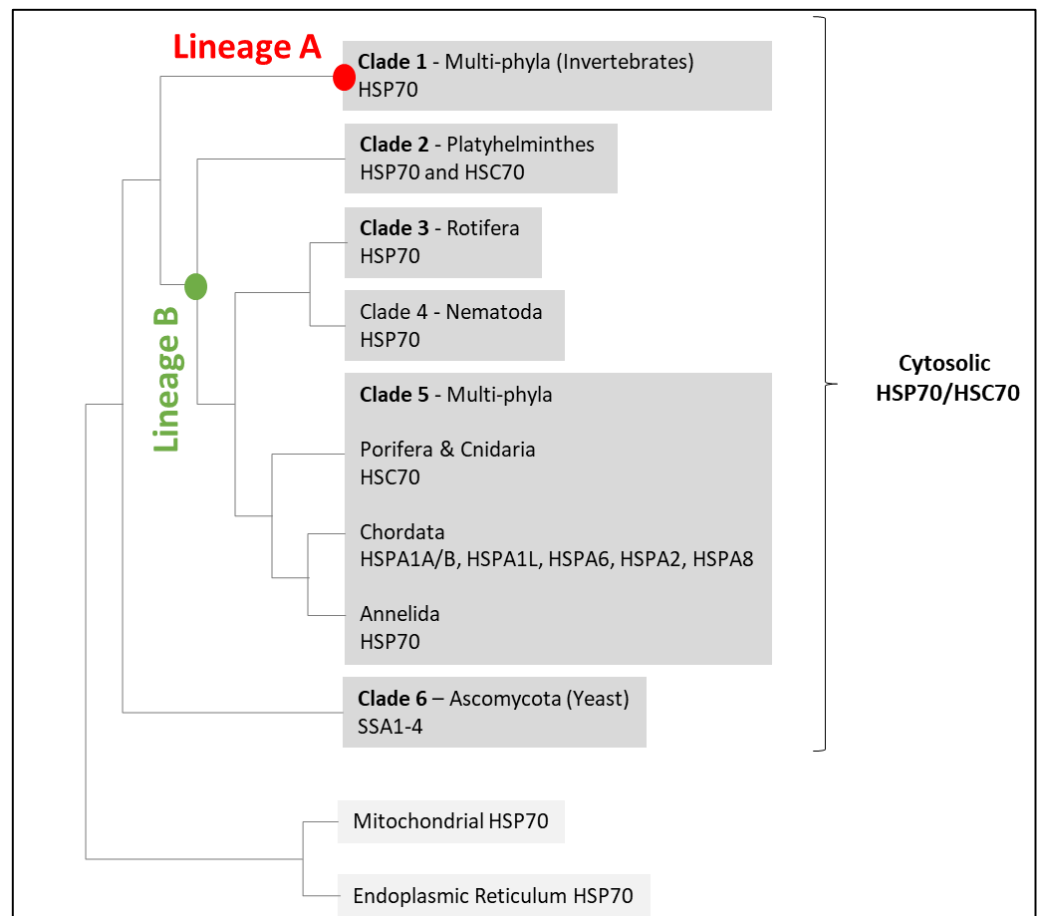 Lineage A
Clade 1 - Multi-phyla (Invertebrates)
HSP70
Clade 2 - Platyhelminthes
HSP70 and HSC70
Clade 3 - Rotifera
HSP70
Lineage B
Clade 4 - Nematoda
HSP70
Clade 5 - Multi-phyla
Porifera & Cnidaria
HSC70
Chordata
HSPA1A/B, HSPA1L, HSPA6, HSPA2, HSPA8
Annelida
HSP70
Clade 6 – Ascomycota (Yeast)
SSA1-4
Cytosolic
HSP70/HSC70
Mitochondrial HSP70
Endoplasmic Reticulum HSP70